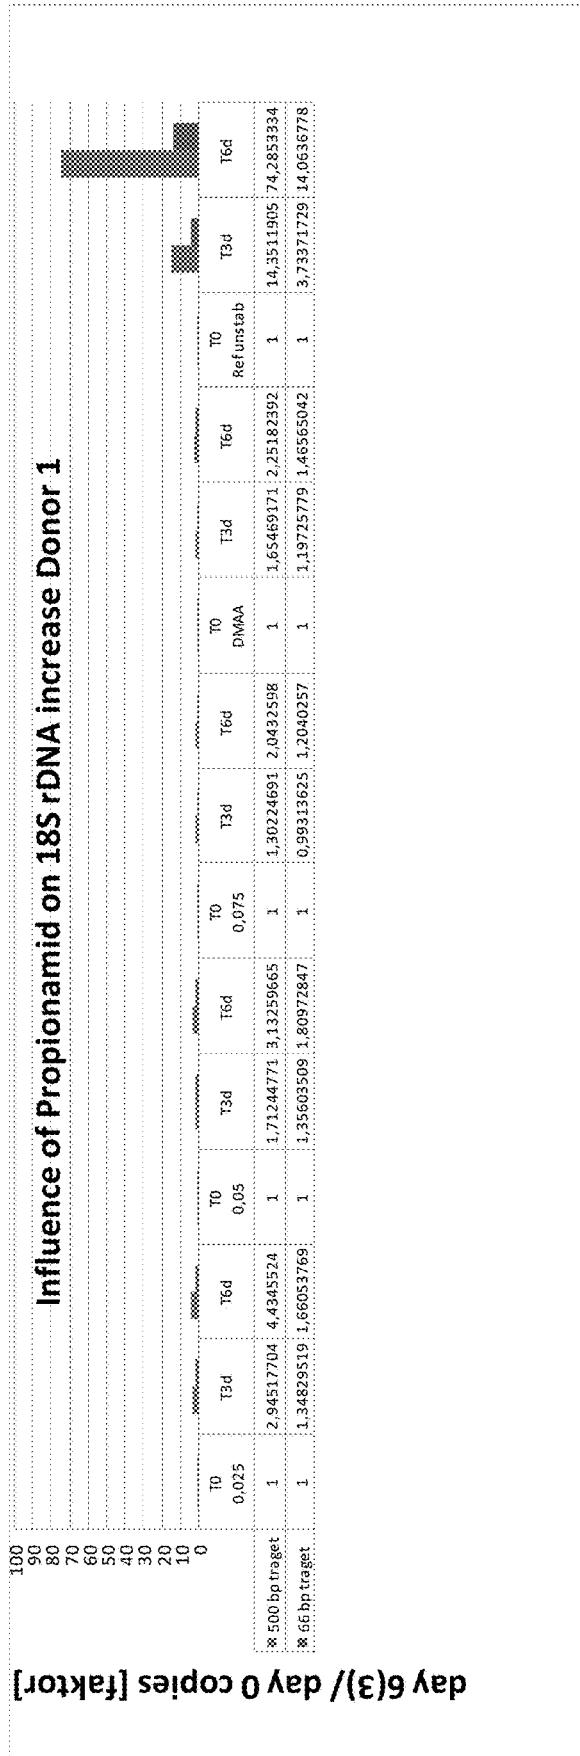 Influence of Propionamid on 18S rDNA increase Donor 1
day 6(3)/ day 0 copies [faktor]
100
90
80
70
60
50
40
30
20
10
0
T0 T3d T6d T0 T3d T6d T0 T3d T6d T0 T3d T6d T0 T3d T6d
0,025 0,05 0,075 DMAA Ref unstab
500 bp traget 1 2,94517704 4,4345524 1 1,71244771 3,13259665 1 1,30224691 2,0432598 1 1,65469171 2,25182392 1 14,3511905 74,2853334
66 bp traget 1 1,34829519 1,66053769 1 1,35603509 1,80972847 1 0,99313625 1,2040257 1 1,19725779 1,46565042 1 3,73371729 14,0636778